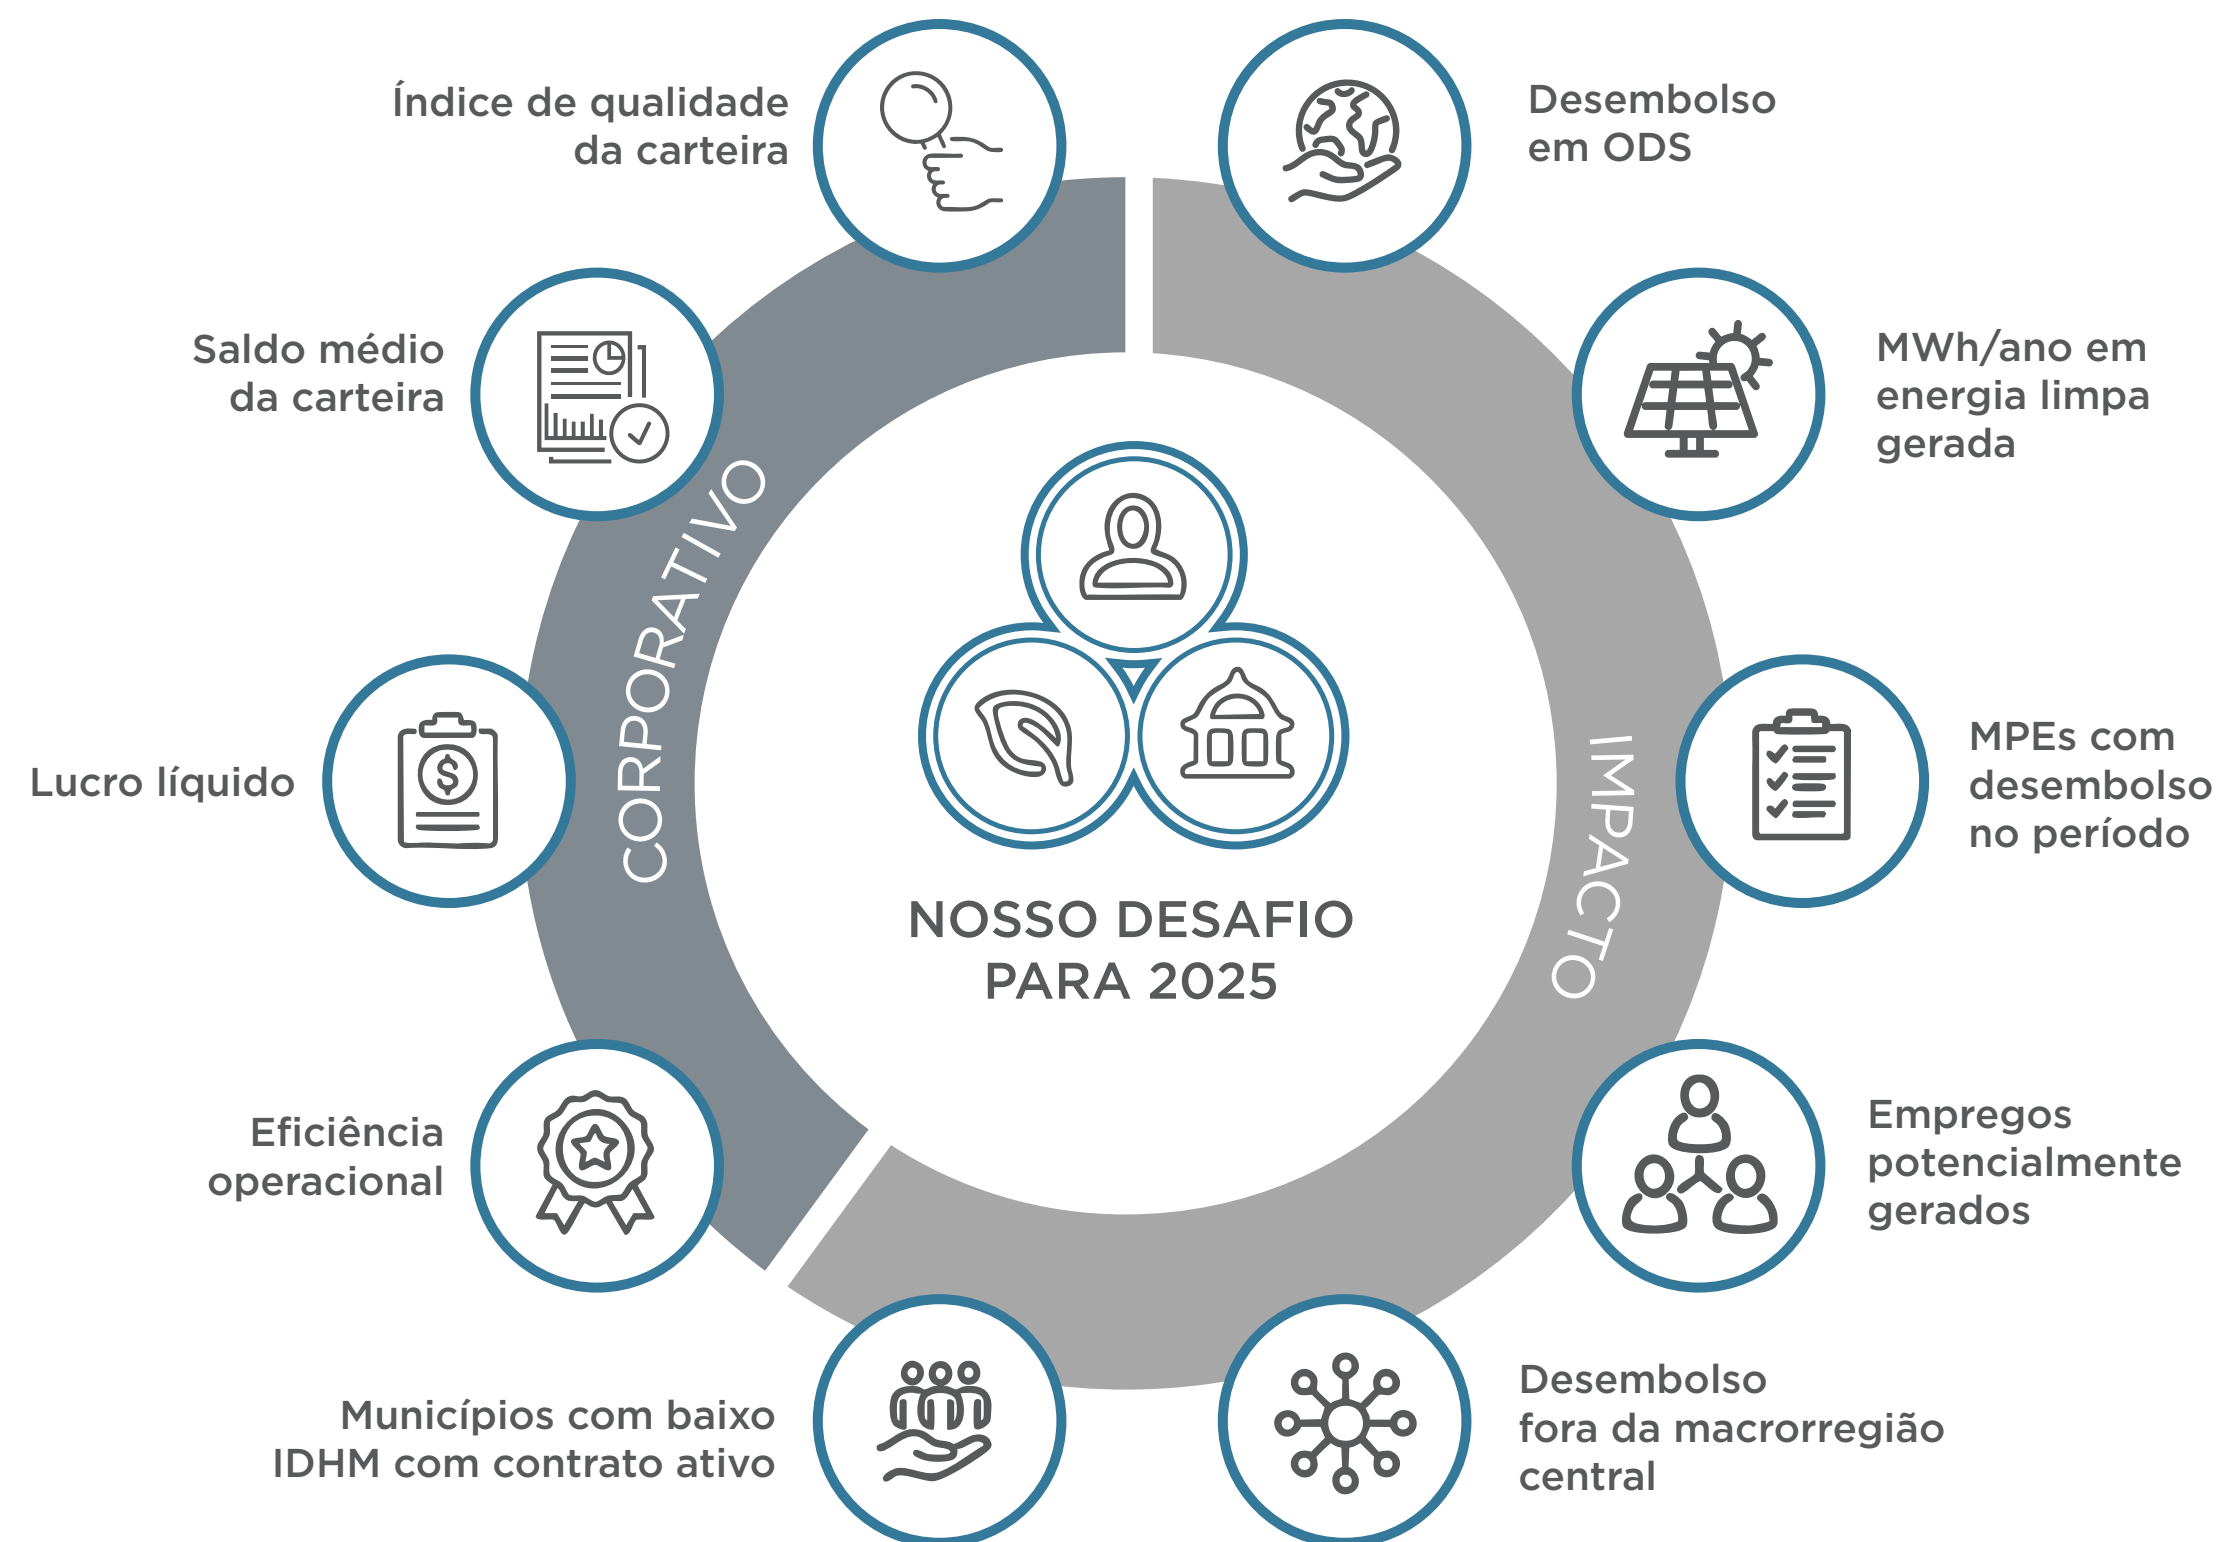 Índice de qualidade
da carteira
Desembolso
em ODS
Saldo médio
da carteira
MWh/ano em
energia limpa
gerada
CORPORATIVO
IMPACTO
Lucro líquido
MPEs com
desembolso
no período
NOSSO DESAFIO
PARA 2025
Eficiência
operacional
Empregos
potencialmente
gerados
Municípios com baixo
IDHM com contrato ativo
Desembolso
fora da macrorregião
central